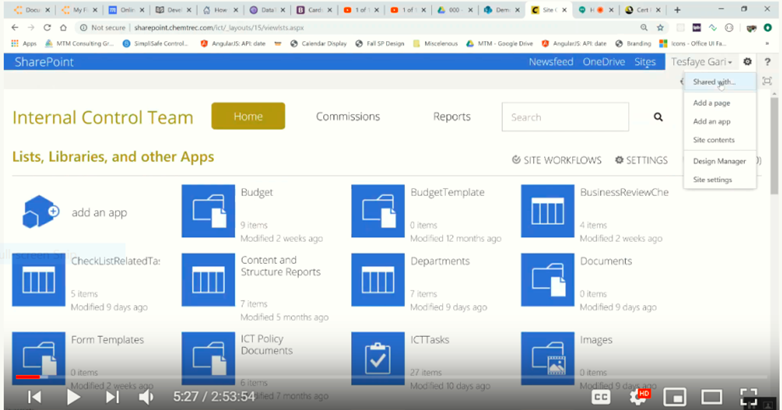 My F
Onlin
Devel
How
Data
Cont
1 of
1 of
000
Demo
Site
H
Cert
Not secure | sharepoint.chemtrec.com/ict/_layouts/15/viewlsts.aspx
Apps MTM Consulting Gr... SimpliSafe Control... AngularJS: API: date Calendar Display Fall SP Design Miscelenious MTM - Google Drive AngularJS: API: date Branding Icons - Office UI Fa...
SharePoint Newsfeed OneDrive Sites Tesfaye Gari ?
Shared with...
Add a page
Add an app
Site contents
Design Manager
Site settings
Internal Control Team Home Commissions Reports Search
Lists, Libraries, and other Apps SITE WORKFLOWS SETTINGS
add an app
Budget
9 items
Modified 2 weeks ago
BudgetTemplate
0 items
Modified 12 months ago
BusinessReviewChe
4 items
Modified 2 weeks ago
CheckListRelatedTas
5 items
Modified 9 days ago
Content and
Structure Reports
7 items
Modified 5 months ago
Departments
7 items
Modified 9 days ago
Documents
0 items
Modified 9 days ago
Form Templates
0 items
Modified 2 weeks ago
ICT Policy
Documents
6 items
Modified 7 months ago
ICTTasks
27 items
Modified 10 days ago
Images
0 items
Modified 9 days ago
5:27 / 2:53:54 CC HD